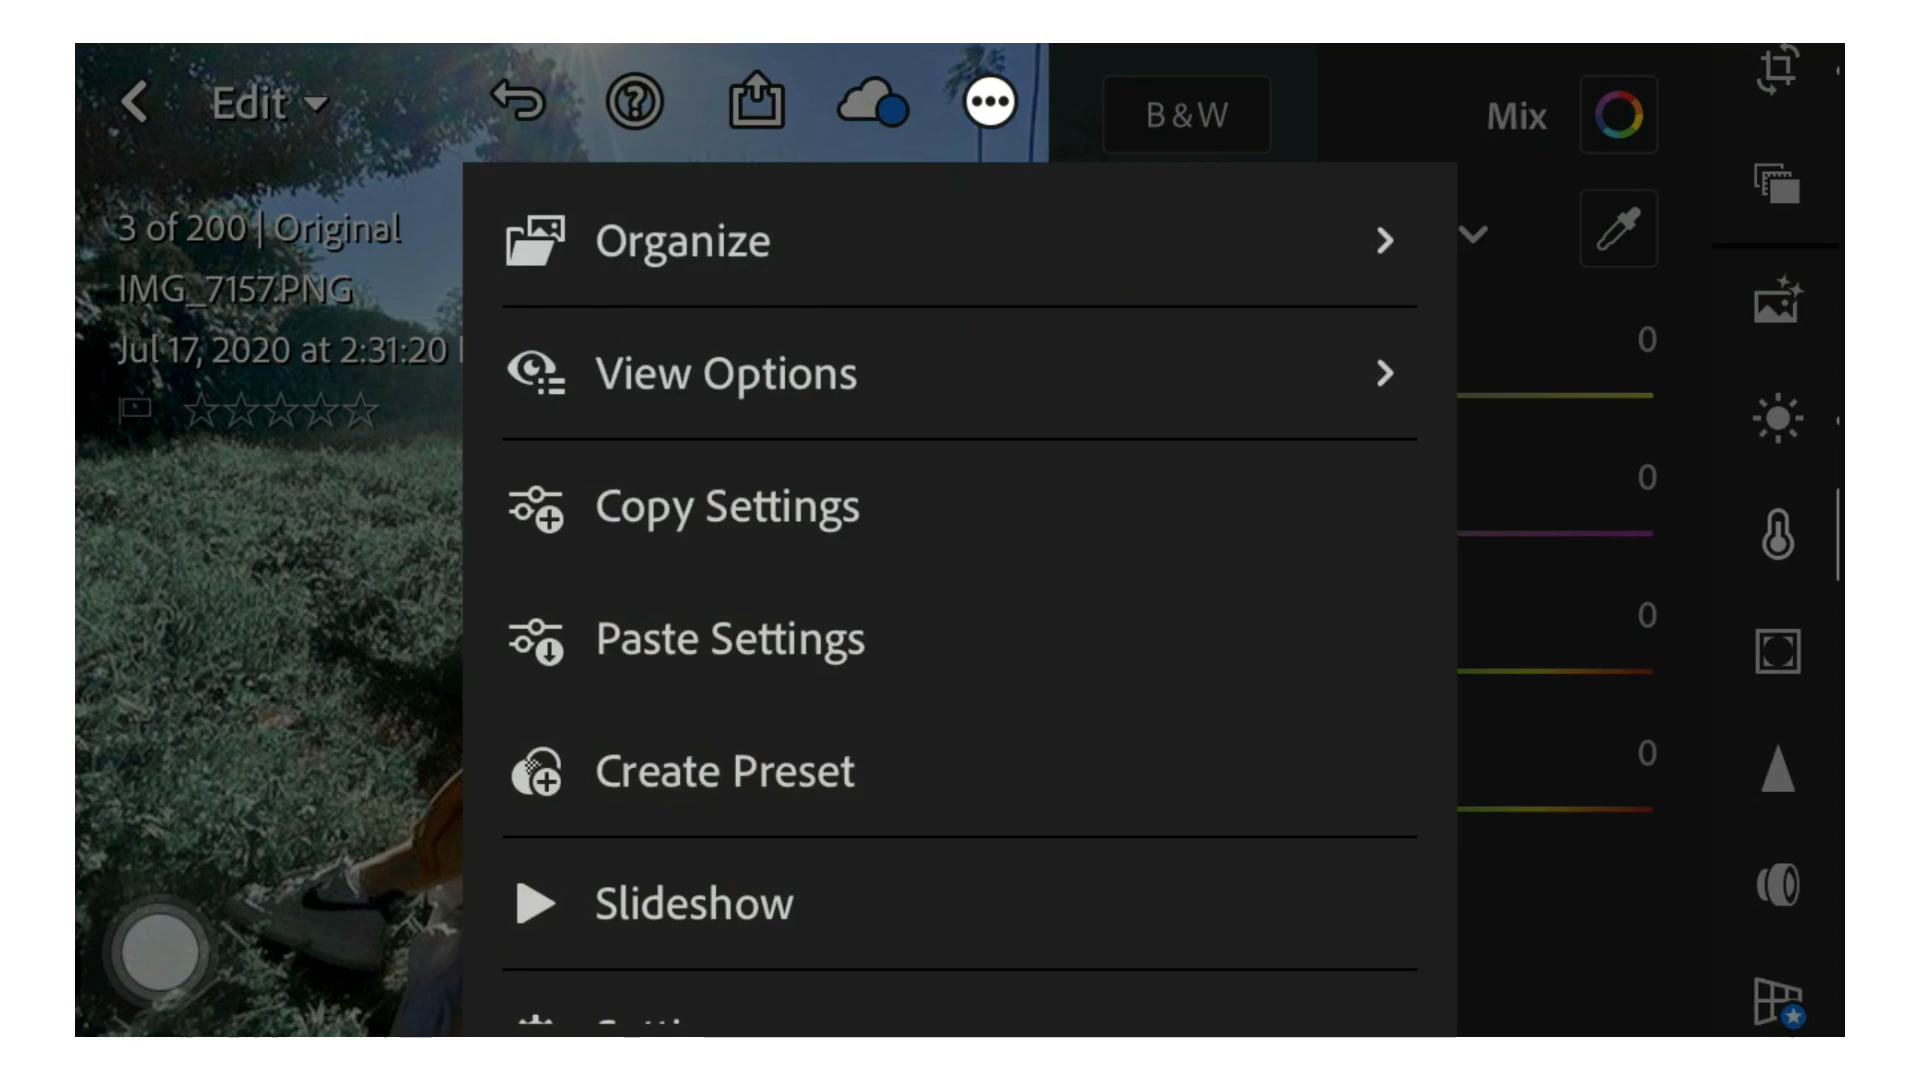 Edit
B & W
Mix
3 of 200 | Original
IMG_7157.PNG
Jul 17, 2020 at 2:31:20
Organize
View Options
Copy Settings
Paste Settings
Create Preset
Slideshow
0
0
0
0